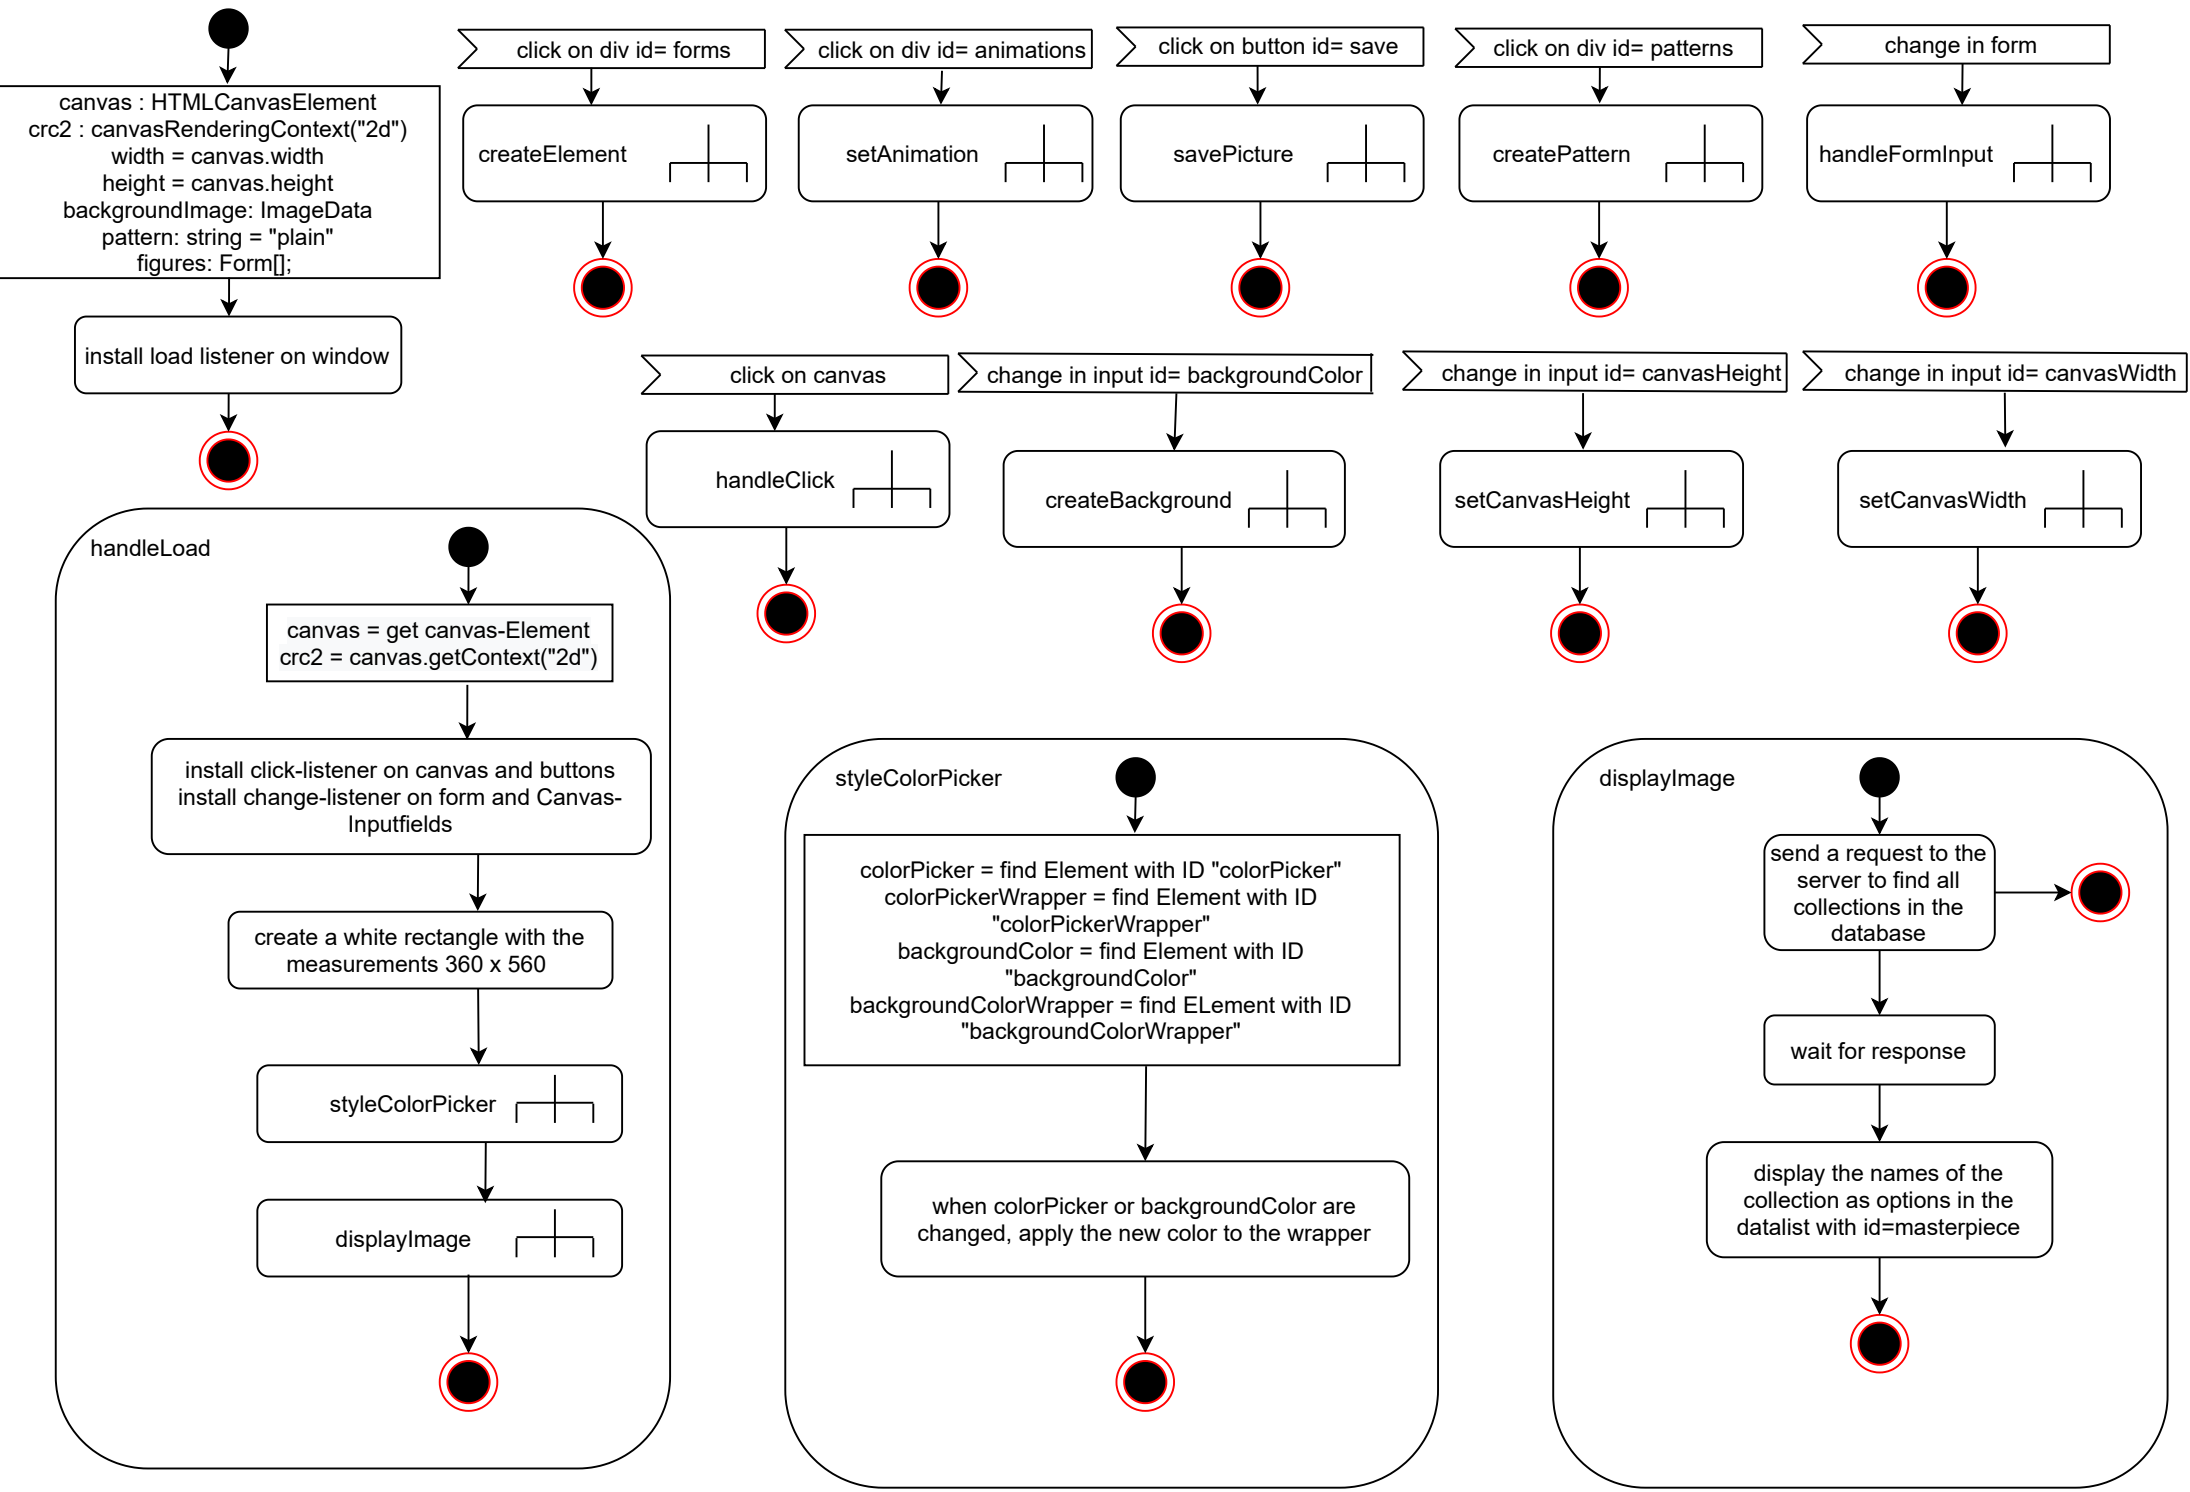 click on div id= forms
click on div id= animations
click on button id= save
click on div id= patterns
change in form
canvas : HTMLCanvasElement
crc2 : canvasRenderingContext("2d")
width = canvas.width
height = canvas.height
backgroundImage: ImageData
pattern: string = "plain"
figures: Form[];
createElement
setAnimation
savePicture
createPattern
handleFormInput
install load listener on window
click on canvas
change in input id= backgroundColor
change in input id= canvasHeight
change in input id= canvasWidth
handleClick
createBackground
setCanvasHeight
setCanvasWidth
handleLoad
canvas = get canvas-Element
crc2 = canvas.getContext("2d")
install click-listener on canvas and buttons
install change-listener on form and Canvas-
Inputfields
create a white rectangle with the
measurements 360 x 560
styleColorPicker
displayImage
styleColorPicker
colorPicker = find Element with ID "colorPicker"
colorPickerWrapper = find Element with ID
"colorPickerWrapper"
backgroundColor = find Element with ID
"backgroundColor"
backgroundColorWrapper = find ELement with ID
"backgroundColorWrapper"
when colorPicker or backgroundColor are
changed, apply the new color to the wrapper
displayImage
send a request to the
server to find all
collections in the
database
wait for response
display the names of the
collection as options in the
datalist with id=masterpiece